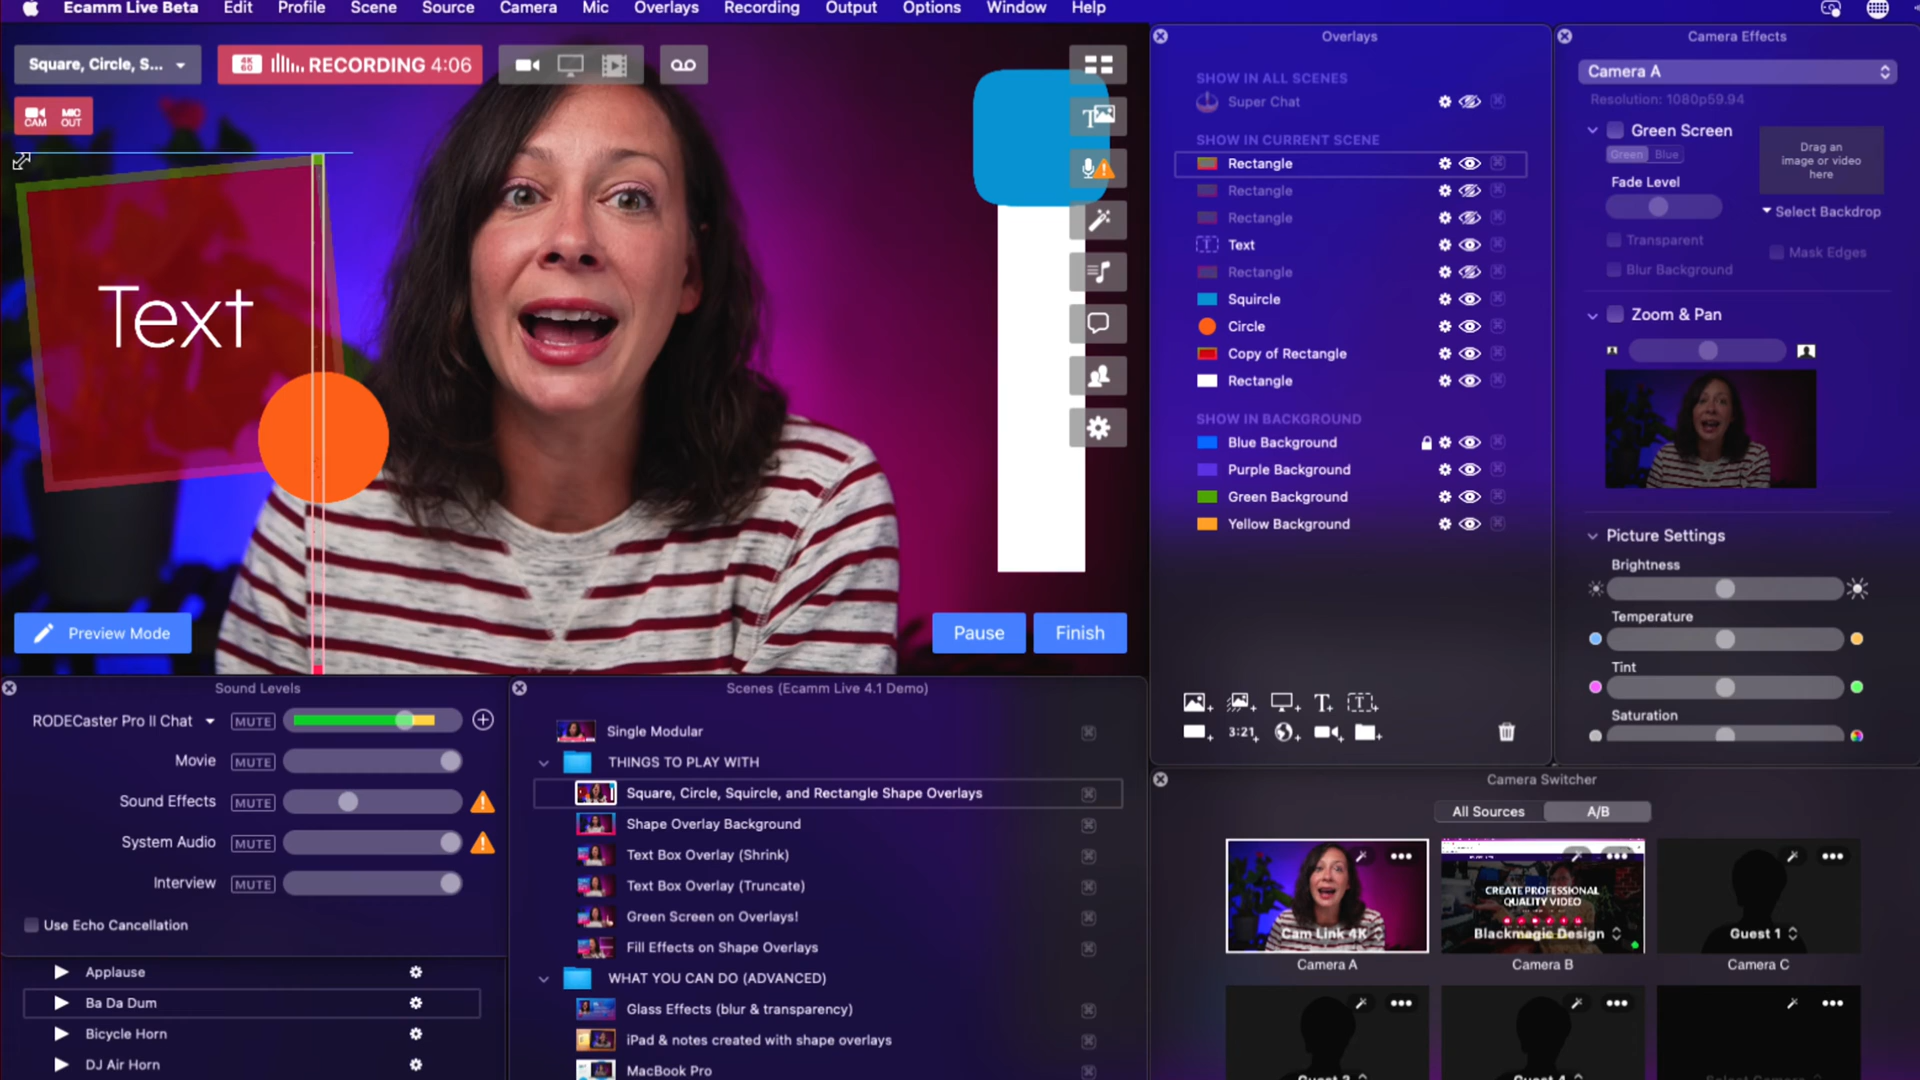 Ecamm Live Beta Edit Profile Scene Source Camera Mic Overlays Recording Output Options Window Help
Square, Circle, S...
4K 60 RECORDING 4:06
CAM MIC OUT
Text
Preview Mode
Pause Finish
Overlays
SHOW IN ALL SCENES
Super Chat
SHOW IN CURRENT SCENE
Rectangle
Rectangle
Rectangle
Text
Rectangle
Squircle
Circle
Copy of Rectangle
Rectangle
SHOW IN BACKGROUND
Blue Background
Purple Background
Green Background
Yellow Background
3:21
Camera Effects
Camera A
Resolution: 1080p59.94
Green Screen
Green Blue
Drag an
image or video
here
Fade Level
Select Backdrop
Transparent
Mask Edges
Blur Background
Zoom & Pan
Picture Settings
Brightness
Temperature
Tint
Saturation
Sound Levels
RODECaster Pro II Chat MUTE
Movie MUTE
Sound Effects MUTE
System Audio MUTE
Interview MUTE
Use Echo Cancellation
Applause
Ba Da Dum
Bicycle Horn
DJ Air Horn
Scenes (Ecamm Live 4.1 Demo)
Single Modular
THINGS TO PLAY WITH
Square, Circle, Squircle, and Rectangle Shape Overlays
Shape Overlay Background
Text Box Overlay (Shrink)
Text Box Overlay (Truncate)
Green Screen on Overlays!
Fill Effects on Shape Overlays
WHAT YOU CAN DO (ADVANCED)
Glass Effects (blur & transparency)
iPad & notes created with shape overlays
MacBook Pro
Camera Switcher
All Sources A/B
Cam Link 4K
Camera A
CREATE PROFESSIONAL
QUALITY VIDEO
Blackmagic Design
Camera B
Guest 1
Camera C